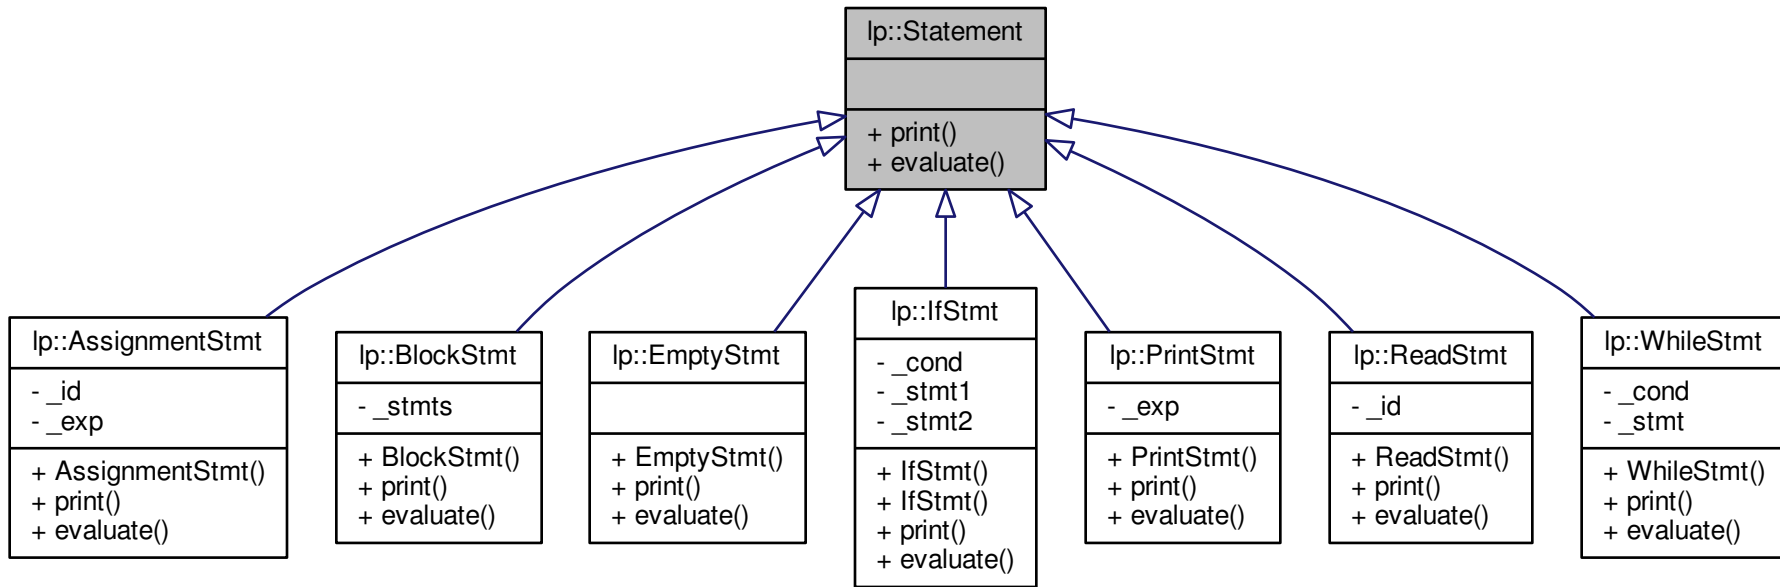 lp::Statement
+ print()
+ evaluate()
lp::AssignmentStmt
- _id
- _exp
+ AssignmentStmt()
+ print()
+ evaluate()
lp::BlockStmt
- _stmts
+ BlockStmt()
+ print()
+ evaluate()
lp::EmptyStmt
+ EmptyStmt()
+ print()
+ evaluate()
lp::IfStmt
- _cond
- _stmt1
- _stmt2
+ IfStmt()
+ IfStmt()
+ print()
+ evaluate()
lp::PrintStmt
- _exp
+ PrintStmt()
+ print()
+ evaluate()
lp::ReadStmt
- _id
+ ReadStmt()
+ print()
+ evaluate()
lp::WhileStmt
- _cond
- _stmt
+ WhileStmt()
+ print()
+ evaluate()